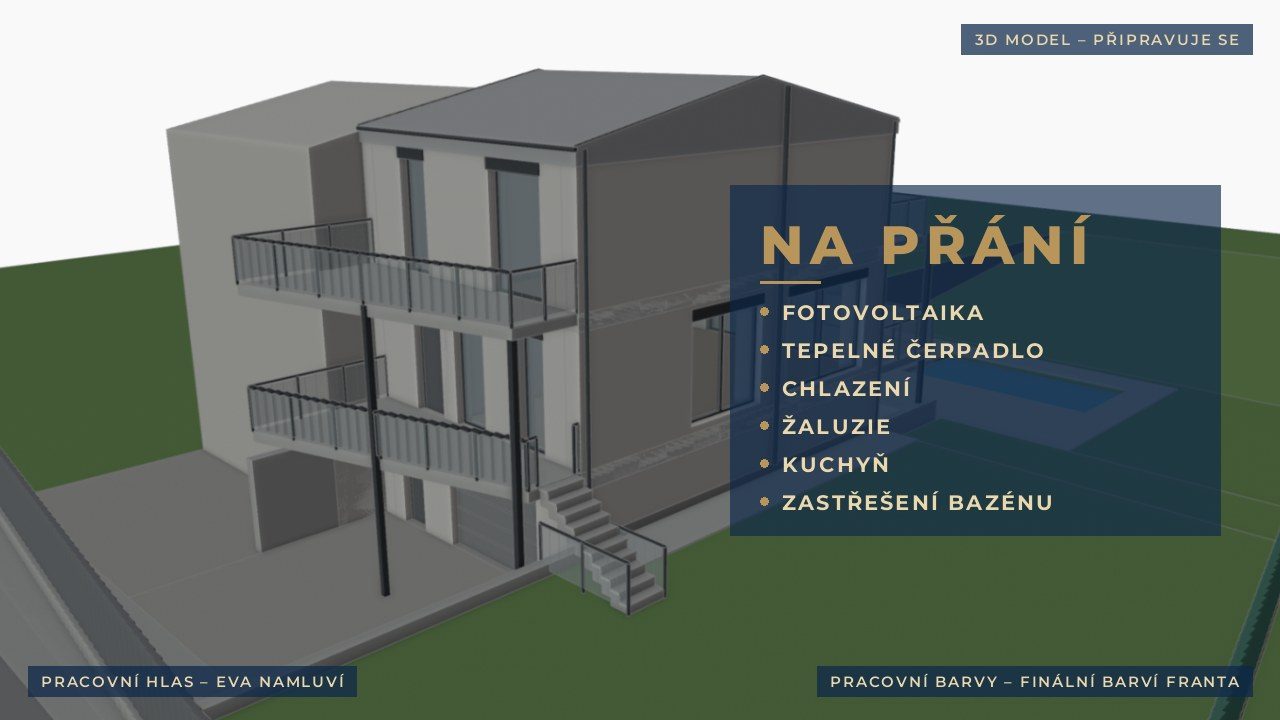 3D MODEL – PŘIPRAVUJE SE
NA PŘÁNÍ
FOTOVOLTAIKA
TEPELNÉ ČERPADLO
CHLAZENÍ
ŽALUZIE
KUCHYŇ
ZASTŘEŠENÍ BAZÉNU
PRACOVNÍ HLAS – EVA NAMLUVÍ
PRACOVNÍ BARVY – FINÁLNÍ BARVÍ FRANTA